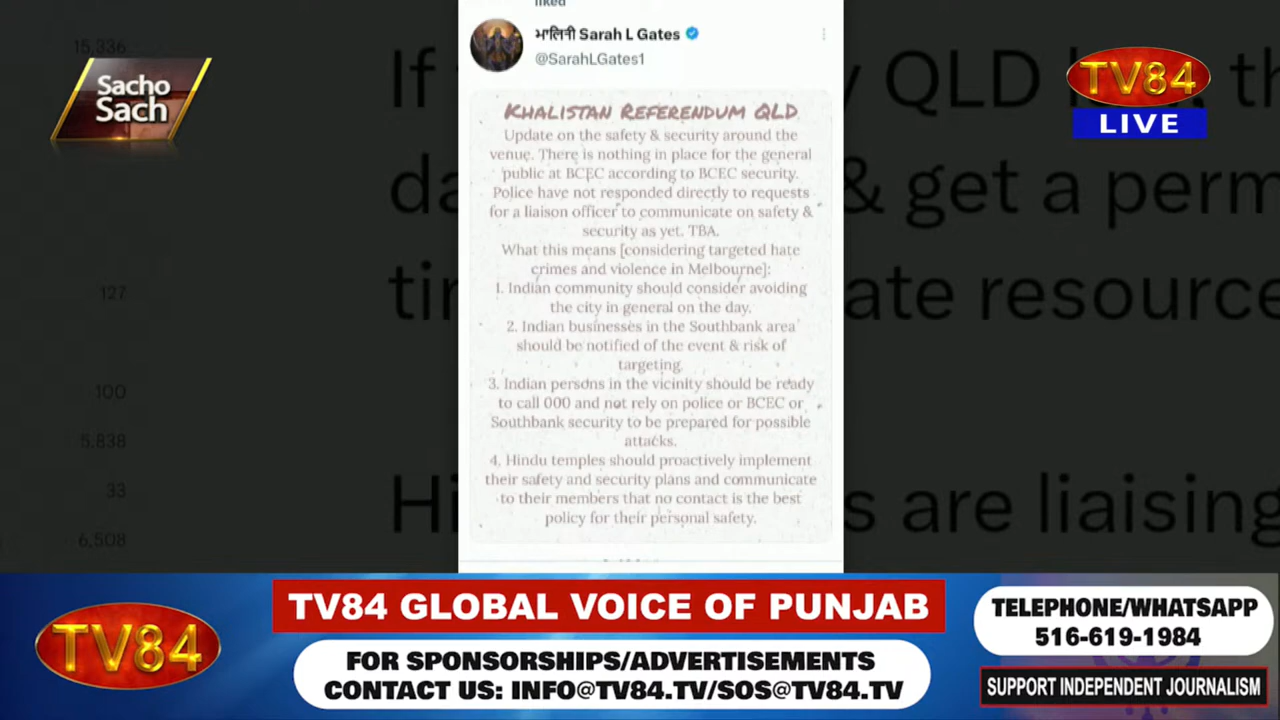 liked
ਮਾਲਿਨੀ Sarah L Gates
@SarahLGates1
KHALISTAN REFERENDUM QLD
Update on the safety & security around the
venue. There is nothing in place for the general
public at BCEC according to BCEC security.
Police have not responded directly to requests
for a liaison officer to communicate on safety &
security as yet. TBA.
What this means [considering targeted hate
crimes and violence in Melbourne]:
1. Indian community should consider avoiding
the city in general on the day.
2. Indian businesses in the Southbank area
should be notified of the event & risk of
targeting.
3. Indian persons in the vicinity should be ready
to call 000 and not rely on police or BCEC or
Southbank security to be prepared for possible
attacks.
4. Hindu temples should proactively implement
their safety and security plans and communicate
to their members that no contact is the best
policy for their personal safety.
Sacho
Sach
TV84
LIVE
15,336
127
100
5,838
33
6,508
If
QLD
& get a perm
ate resource
s are liaising
TV84
TV84 GLOBAL VOICE OF PUNJAB
FOR SPONSORSHIPS/ADVERTISEMENTS
CONTACT US: INFO@TV84.TV/SOS@TV84.TV
TELEPHONE/WHATSAPP
516-619-1984
SUPPORT INDEPENDENT JOURNALISM